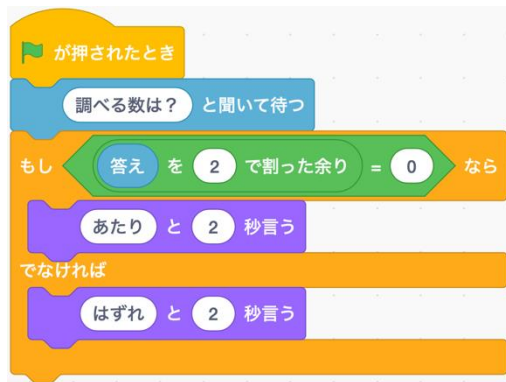 が押されたとき
調べる数は？ と聞いて待つ
もし 答え を 2 で割った余り = 0 なら
あたり と 2 秒言う
でなければ
はずれ と 2 秒言う